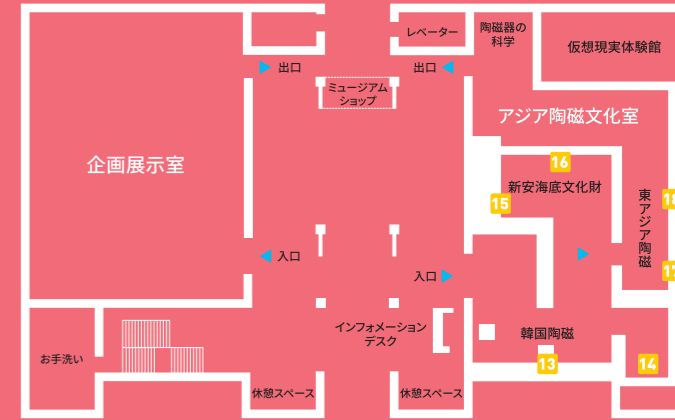 レベーター
陶磁器の
科学
仮想現実体験館
出口
出口
ミュージアム
ショップ
アジア陶磁文化室
企画展示室
16
新安海底文化財
15
東アジア陶磁
入口
入口
インフォメーション
デスク
韓国陶磁
13
14
お手洗い
休憩スペース
休憩スペース